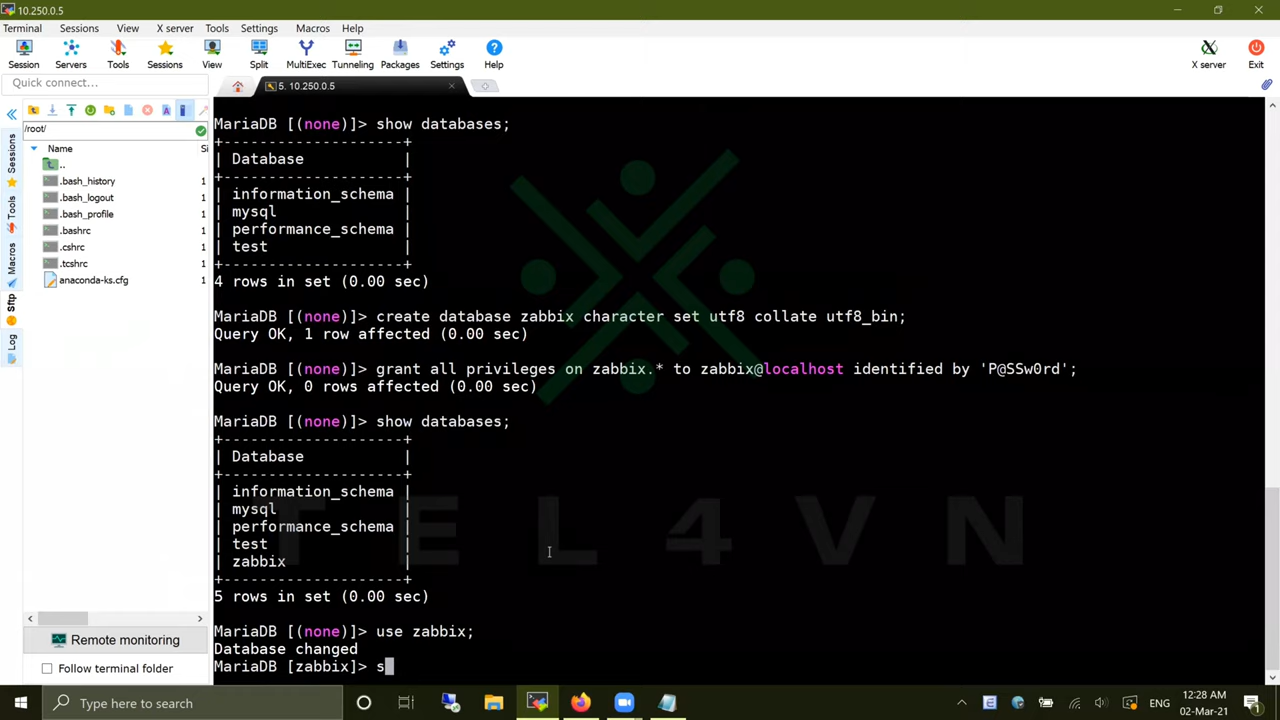 10.250.0.5
Terminal Sessions View X server Tools Settings Macros Help
Session Servers Tools Sessions View Split MultiExec Tunneling Packages Settings Help X server Exit
Quick connect...
5. 10.250.0.5
/root/
Name Si
..
.bash_history 1
.bash_logout 1
.bash_profile 1
.bashrc 1
.cshrc 1
.tcshrc 1
anaconda-ks.cfg 1
Sessions
Tools
Macros
Sftp
Log
Remote monitoring
Follow terminal folder
MariaDB [(none)]> show databases;
+--------------------+
| Database |
+--------------------+
| information_schema |
| mysql |
| performance_schema |
| test |
+--------------------+
4 rows in set (0.00 sec)
MariaDB [(none)]> create database zabbix character set utf8 collate utf8_bin;
Query OK, 1 row affected (0.00 sec)
MariaDB [(none)]> grant all privileges on zabbix.* to zabbix@localhost identified by 'P@SSw0rd';
Query OK, 0 rows affected (0.00 sec)
MariaDB [(none)]> show databases;
+--------------------+
| Database |
+--------------------+
| information_schema |
| mysql |
| performance_schema |
| test |
| zabbix |
+--------------------+
5 rows in set (0.00 sec)
MariaDB [(none)]> use zabbix;
Database changed
MariaDB [zabbix]> s
TEL4VN
Type here to search
ENG
12:28 AM
02-Mar-21